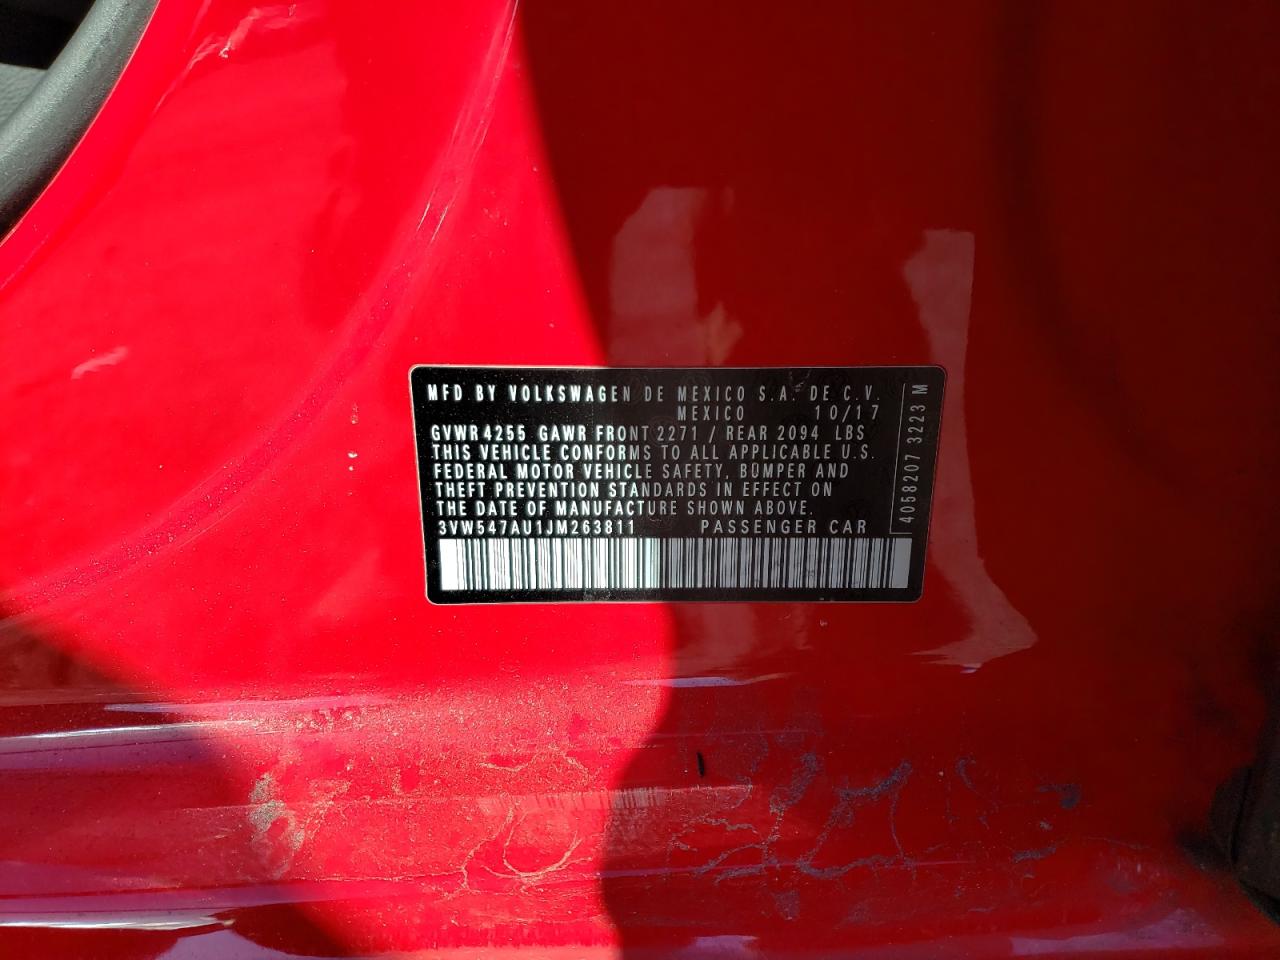 MFD BY VOLKSWAGEN DE MEXICO S.A. DE C.V.
MEXICO 10/17
GVWR 4255 GAWR FRONT 2271 / REAR 2094 LBS
THIS VEHICLE CONFORMS TO ALL APPLICABLE U.S.
FEDERAL MOTOR VEHICLE SAFETY, BUMPER AND
THEFT PREVENTION STANDARDS IN EFFECT ON
THE DATE OF MANUFACTURE SHOWN ABOVE.
3VW547AU1JM263811 PASSENGER CAR
4058207 3223 M